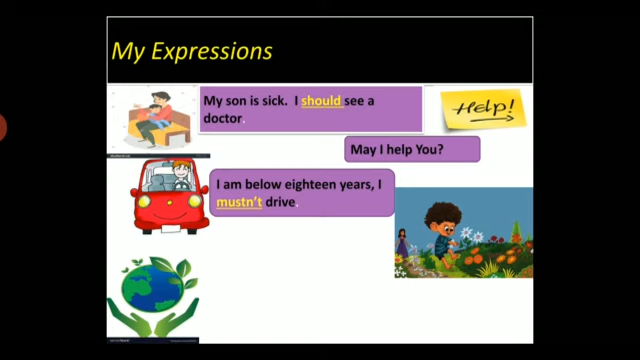 My Expressions
My son is sick. I should see a
doctor.
Help!
May I help You?
I am below eighteen years, I
mustn't drive.